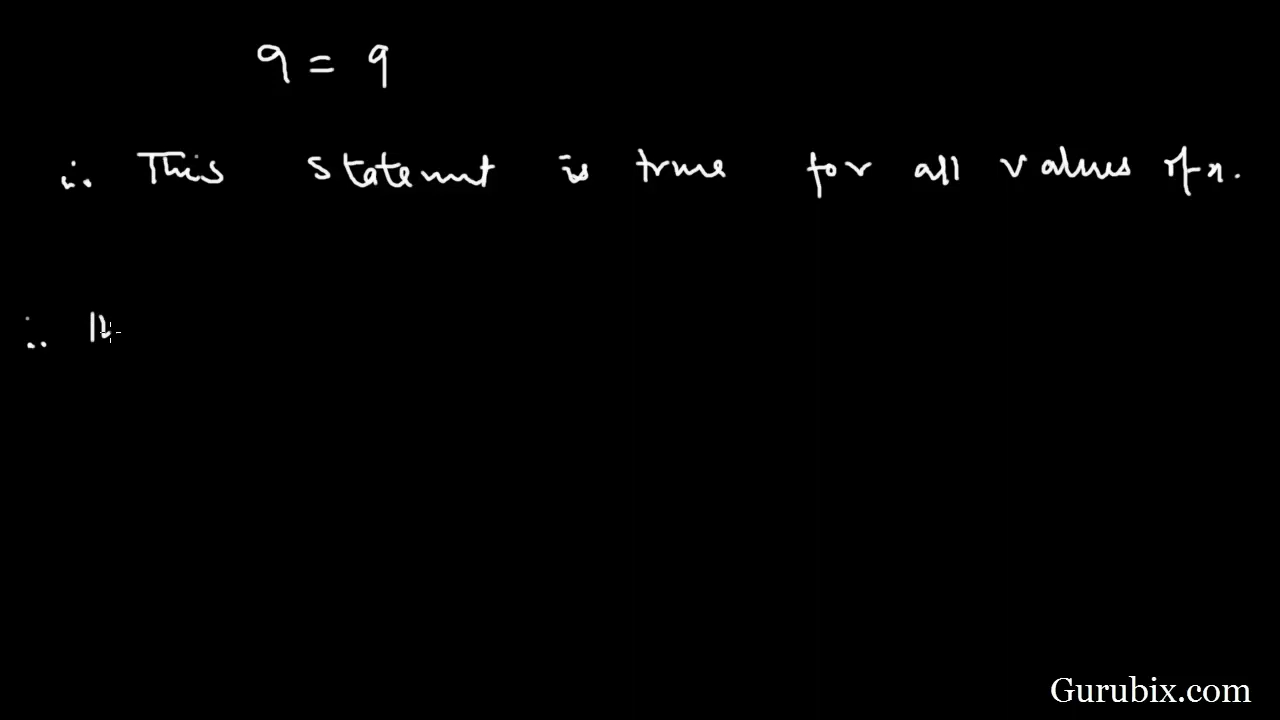 9 = 9
∴ This statement is true for all values of x.
∴
Gurubix.com